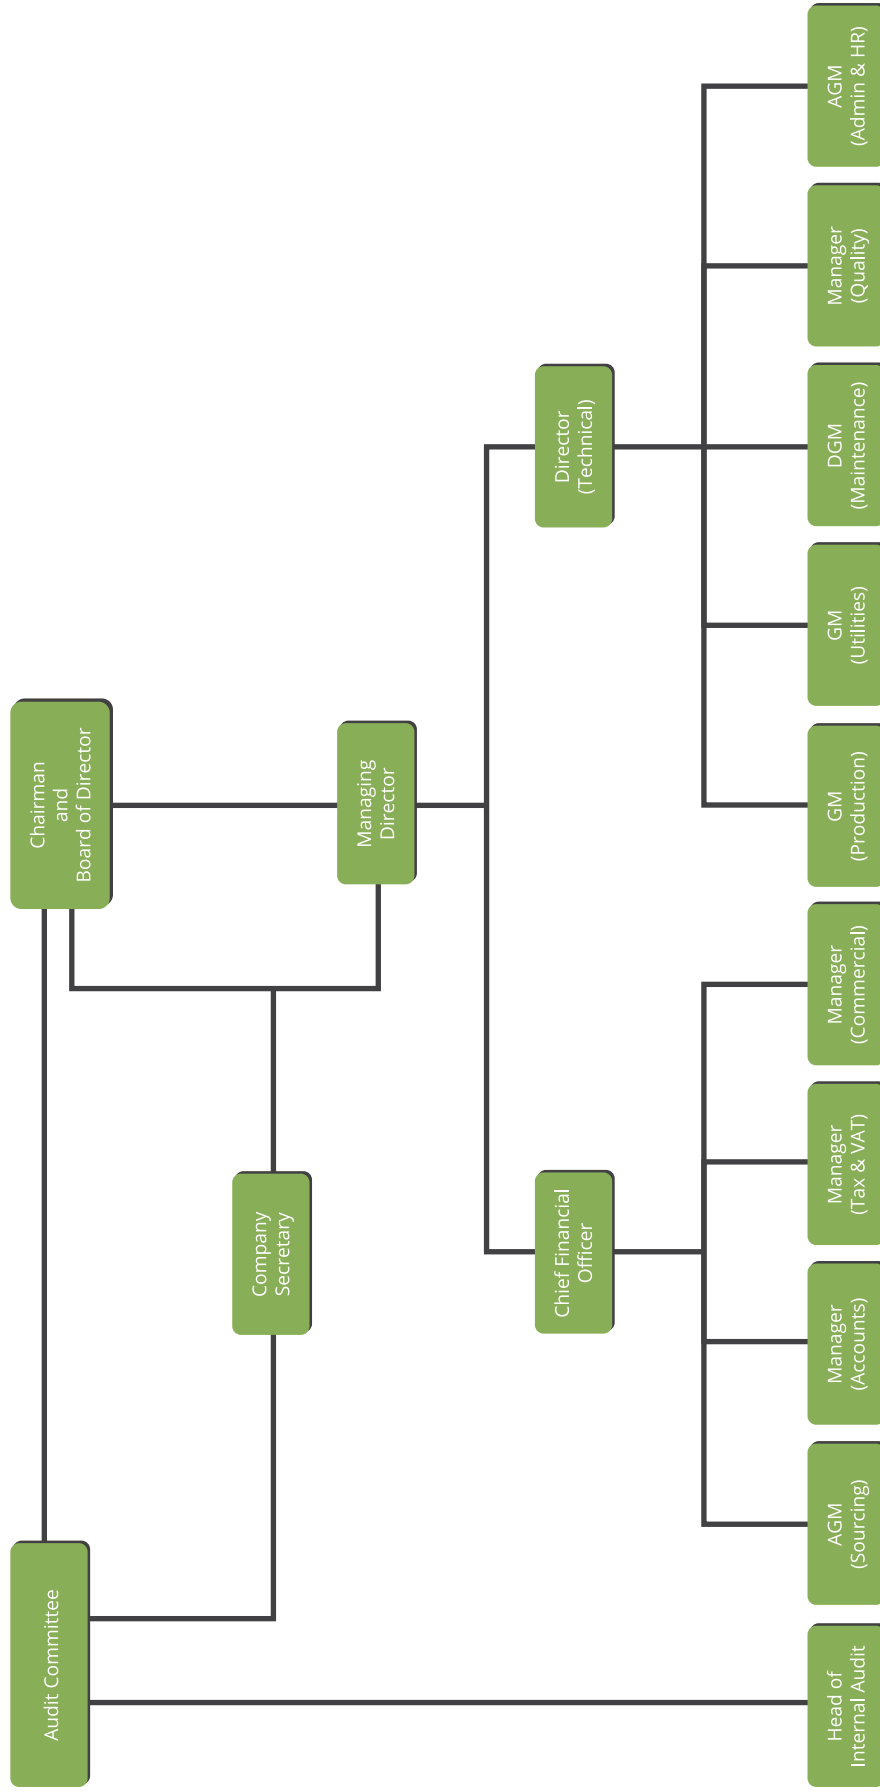 Chairman
and
Board of Director
Audit Committee
Company
Secretary
Managing
Director
Chief Financial
Officer
Director
(Technical)
Head of
Internal Audit
AGM
(Sourcing)
Manager
(Accounts)
Manager
(Tax & VAT)
Manager
(Commercial)
GM
(Production)
GM
(Utilities)
DGM
(Maintenance)
Manager
(Quality)
AGM
(Admin & HR)